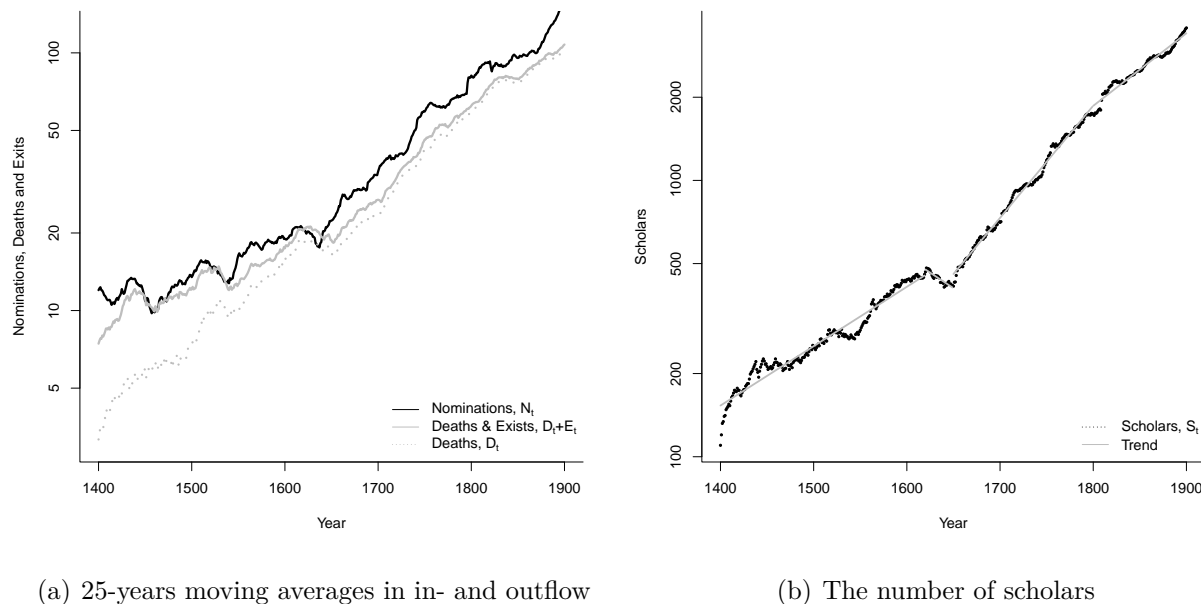 100
50
20
10
5
Nominations, Deaths and Exits
Nominations, Nt
Deaths & Exists, Dt+Et
Deaths, Dt
1400 1500 1600 1700 1800 1900
Year
(a) 25-years moving averages in in- and outflow
2000
1000
500
200
100
Scholars
Scholars, St
Trend
1400 1500 1600 1700 1800 1900
Year
(b) The number of scholars